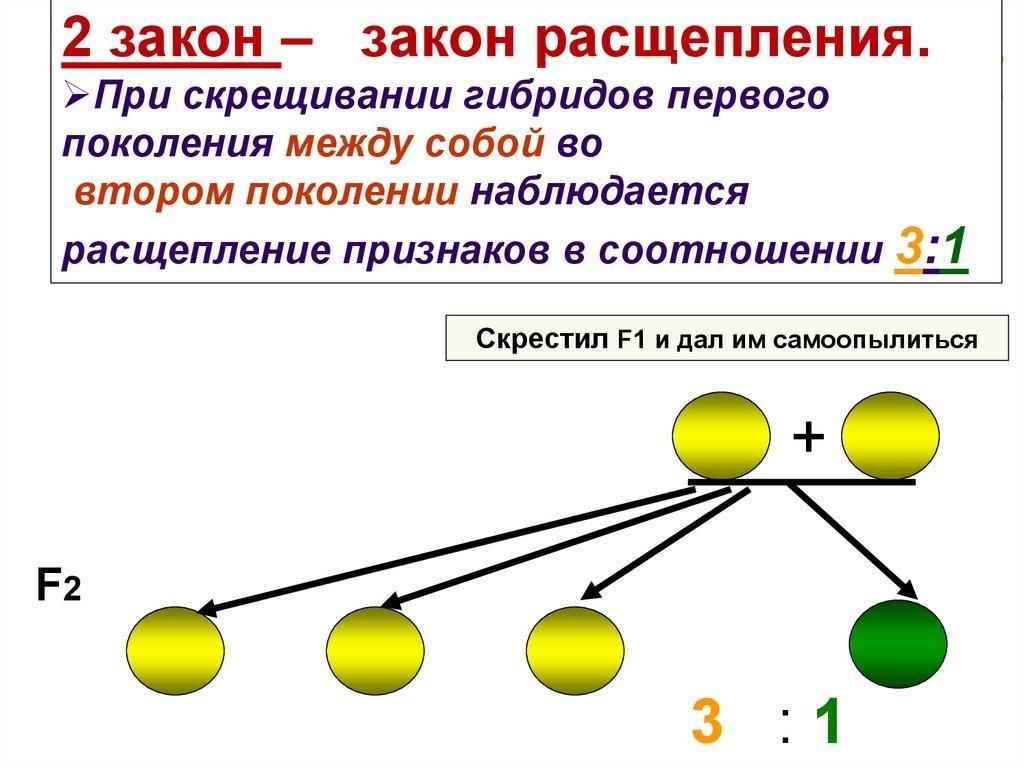 2 закон – закон расщепления.
➢При скрещивании гибридов первого
поколения между собой во
втором поколении наблюдается
расщепление признаков в соотношении 3:1
Скрестил F1 и дал им самоопылиться
+
F2
3 : 1